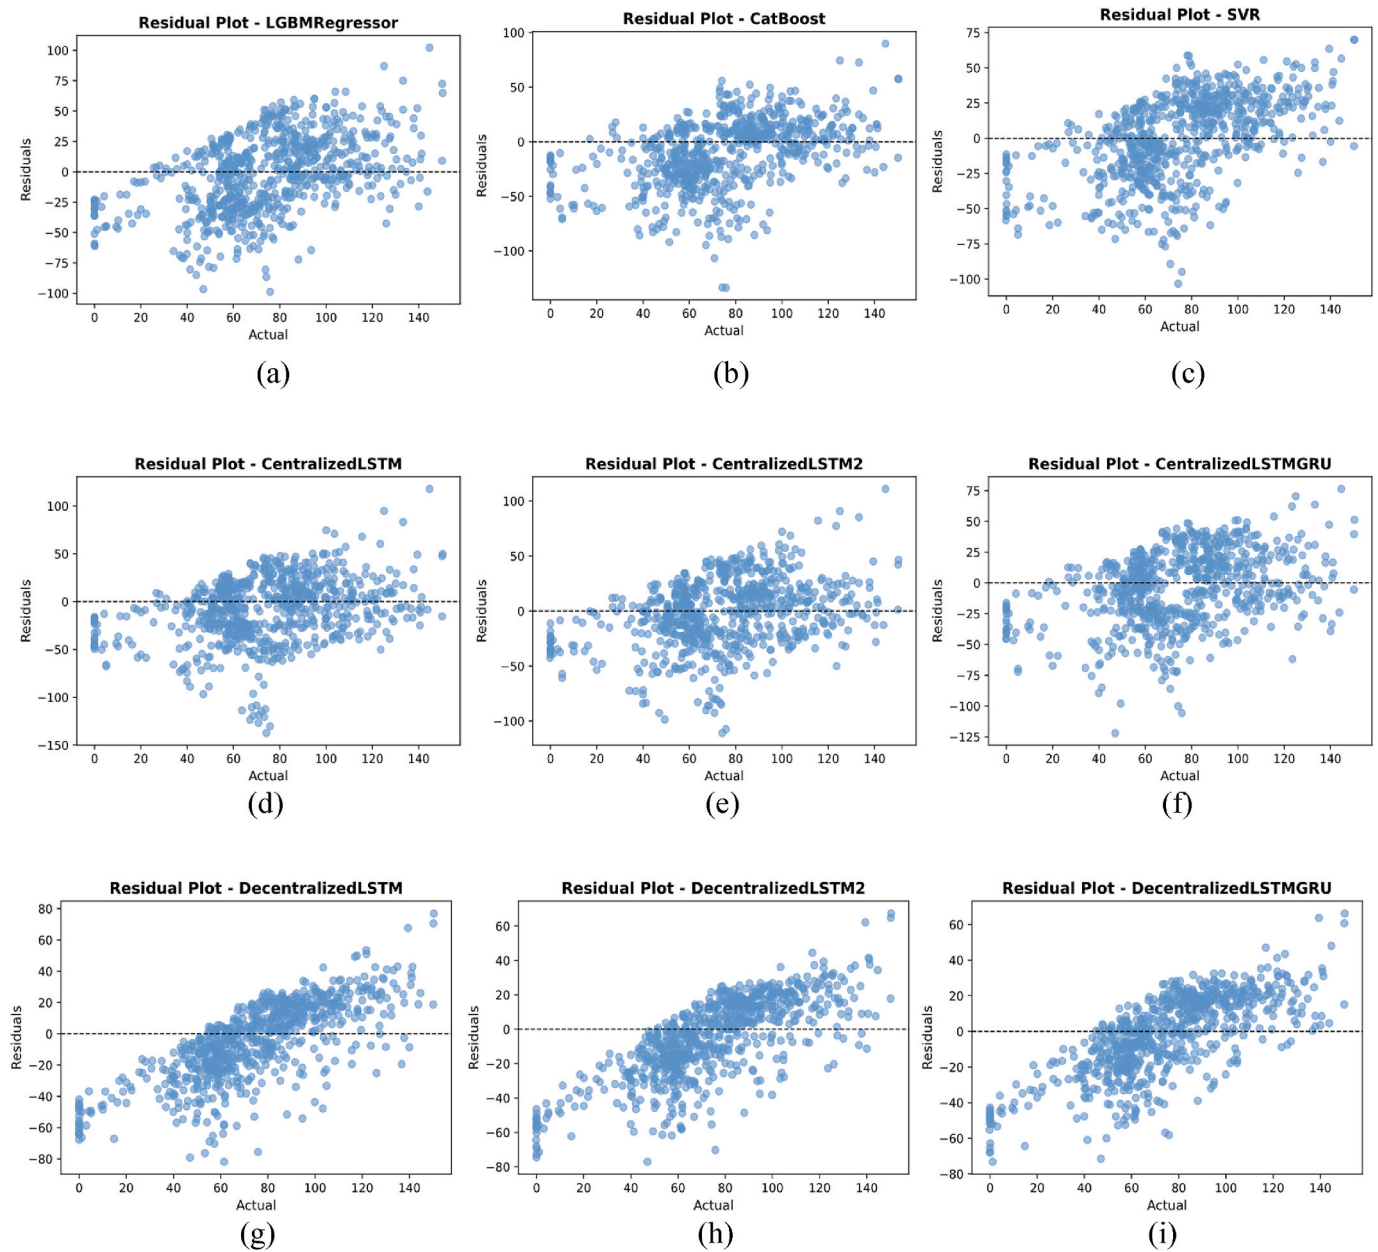 Residual Plot - LGBMRegressor
100
75
50
25
0
−25
−50
−75
−100
Residuals
0 20 40 60 80 100 120 140
Actual
(a)
Residual Plot - CatBoost
100
50
0
−50
−100
Residuals
0 20 40 60 80 100 120 140
Actual
(b)
Residual Plot - SVR
75
50
25
0
−25
−50
−75
−100
Residuals
0 20 40 60 80 100 120 140
Actual
(c)
Residual Plot - CentralizedLSTM
100
50
0
−50
−100
−150
Residuals
0 20 40 60 80 100 120 140
Actual
(d)
Residual Plot - CentralizedLSTM2
100
50
0
−50
−100
Residuals
0 20 40 60 80 100 120 140
Actual
(e)
Residual Plot - CentralizedLSTMGRU
75
50
25
0
−25
−50
−75
−100
−125
Residuals
0 20 40 60 80 100 120 140
Actual
(f)
Residual Plot - DecentralizedLSTM
80
60
40
20
0
−20
−40
−60
−80
Residuals
0 20 40 60 80 100 120 140
Actual
(g)
Residual Plot - DecentralizedLSTM2
60
40
20
0
−20
−40
−60
−80
Residuals
0 20 40 60 80 100 120 140
Actual
(h)
Residual Plot - DecentralizedLSTMGRU
60
40
20
0
−20
−40
−60
−80
Residuals
0 20 40 60 80 100 120 140
Actual
(i)